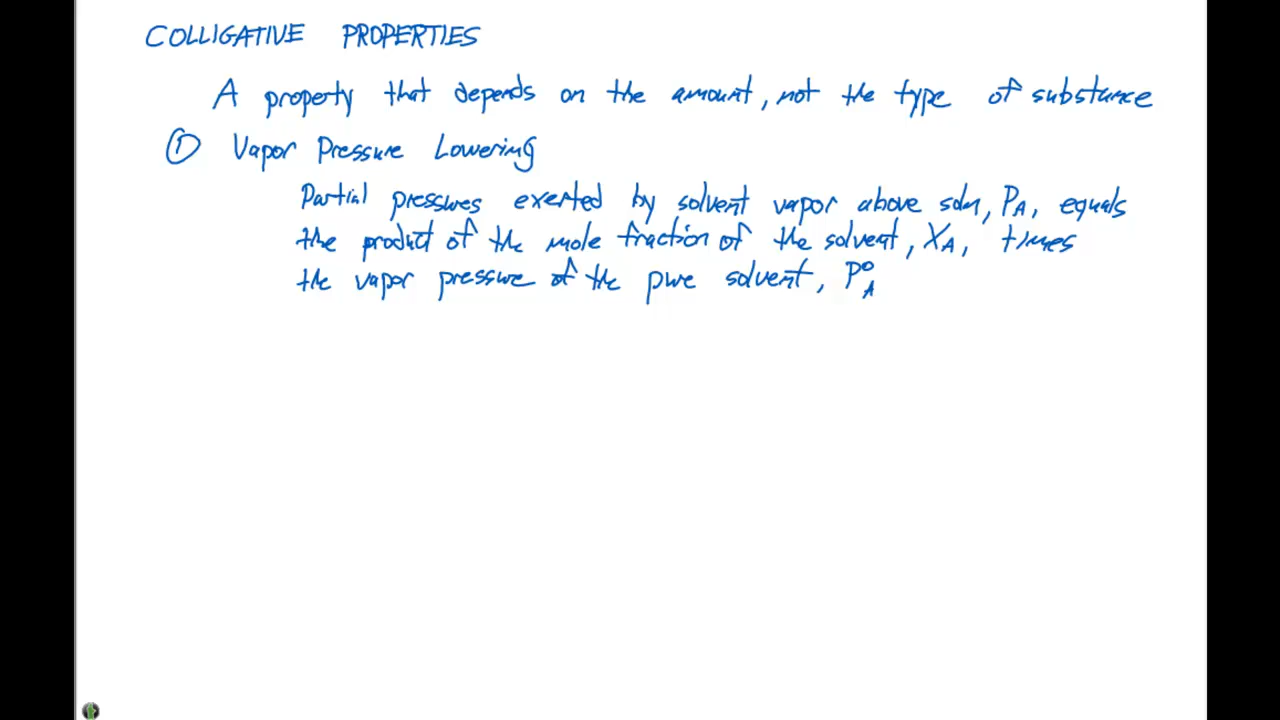 COLLIGATIVE PROPERTIES
A property that depends on the amount, not the type of substance
① Vapor Pressure Lowering
Partial pressures exerted by solvent vapor above soln, PA, equals
the product of the mole fraction of the solvent, XA, times
the vapor pressure of the pure solvent, P°A